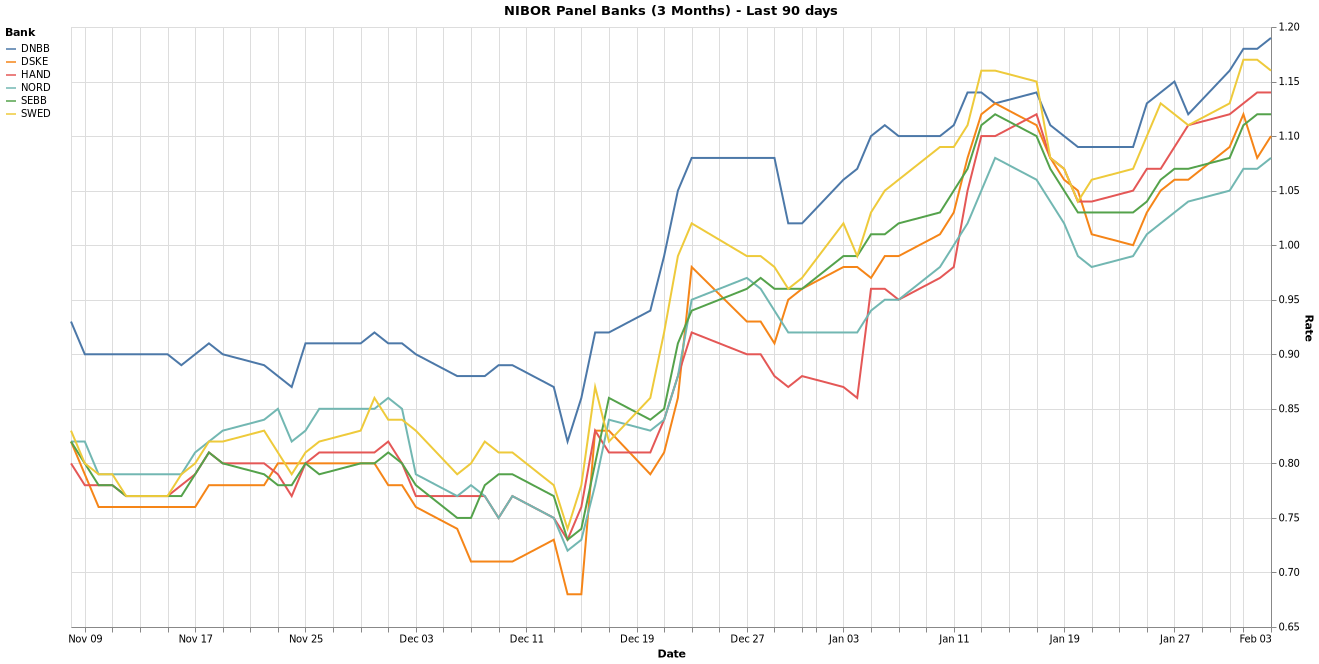 NIBOR Panel Banks (3 Months) - Last 90 days
Bank
DNBB
DSKE
HAND
NORD
SEBB
SWED
1.20
1.15
1.10
1.05
1.00
0.95
0.90
0.85
0.80
0.75
0.70
0.65
Rate
Nov 09 Nov 17 Nov 25 Dec 03 Dec 11 Dec 19 Dec 27 Jan 03 Jan 11 Jan 19 Jan 27 Feb 03
Date